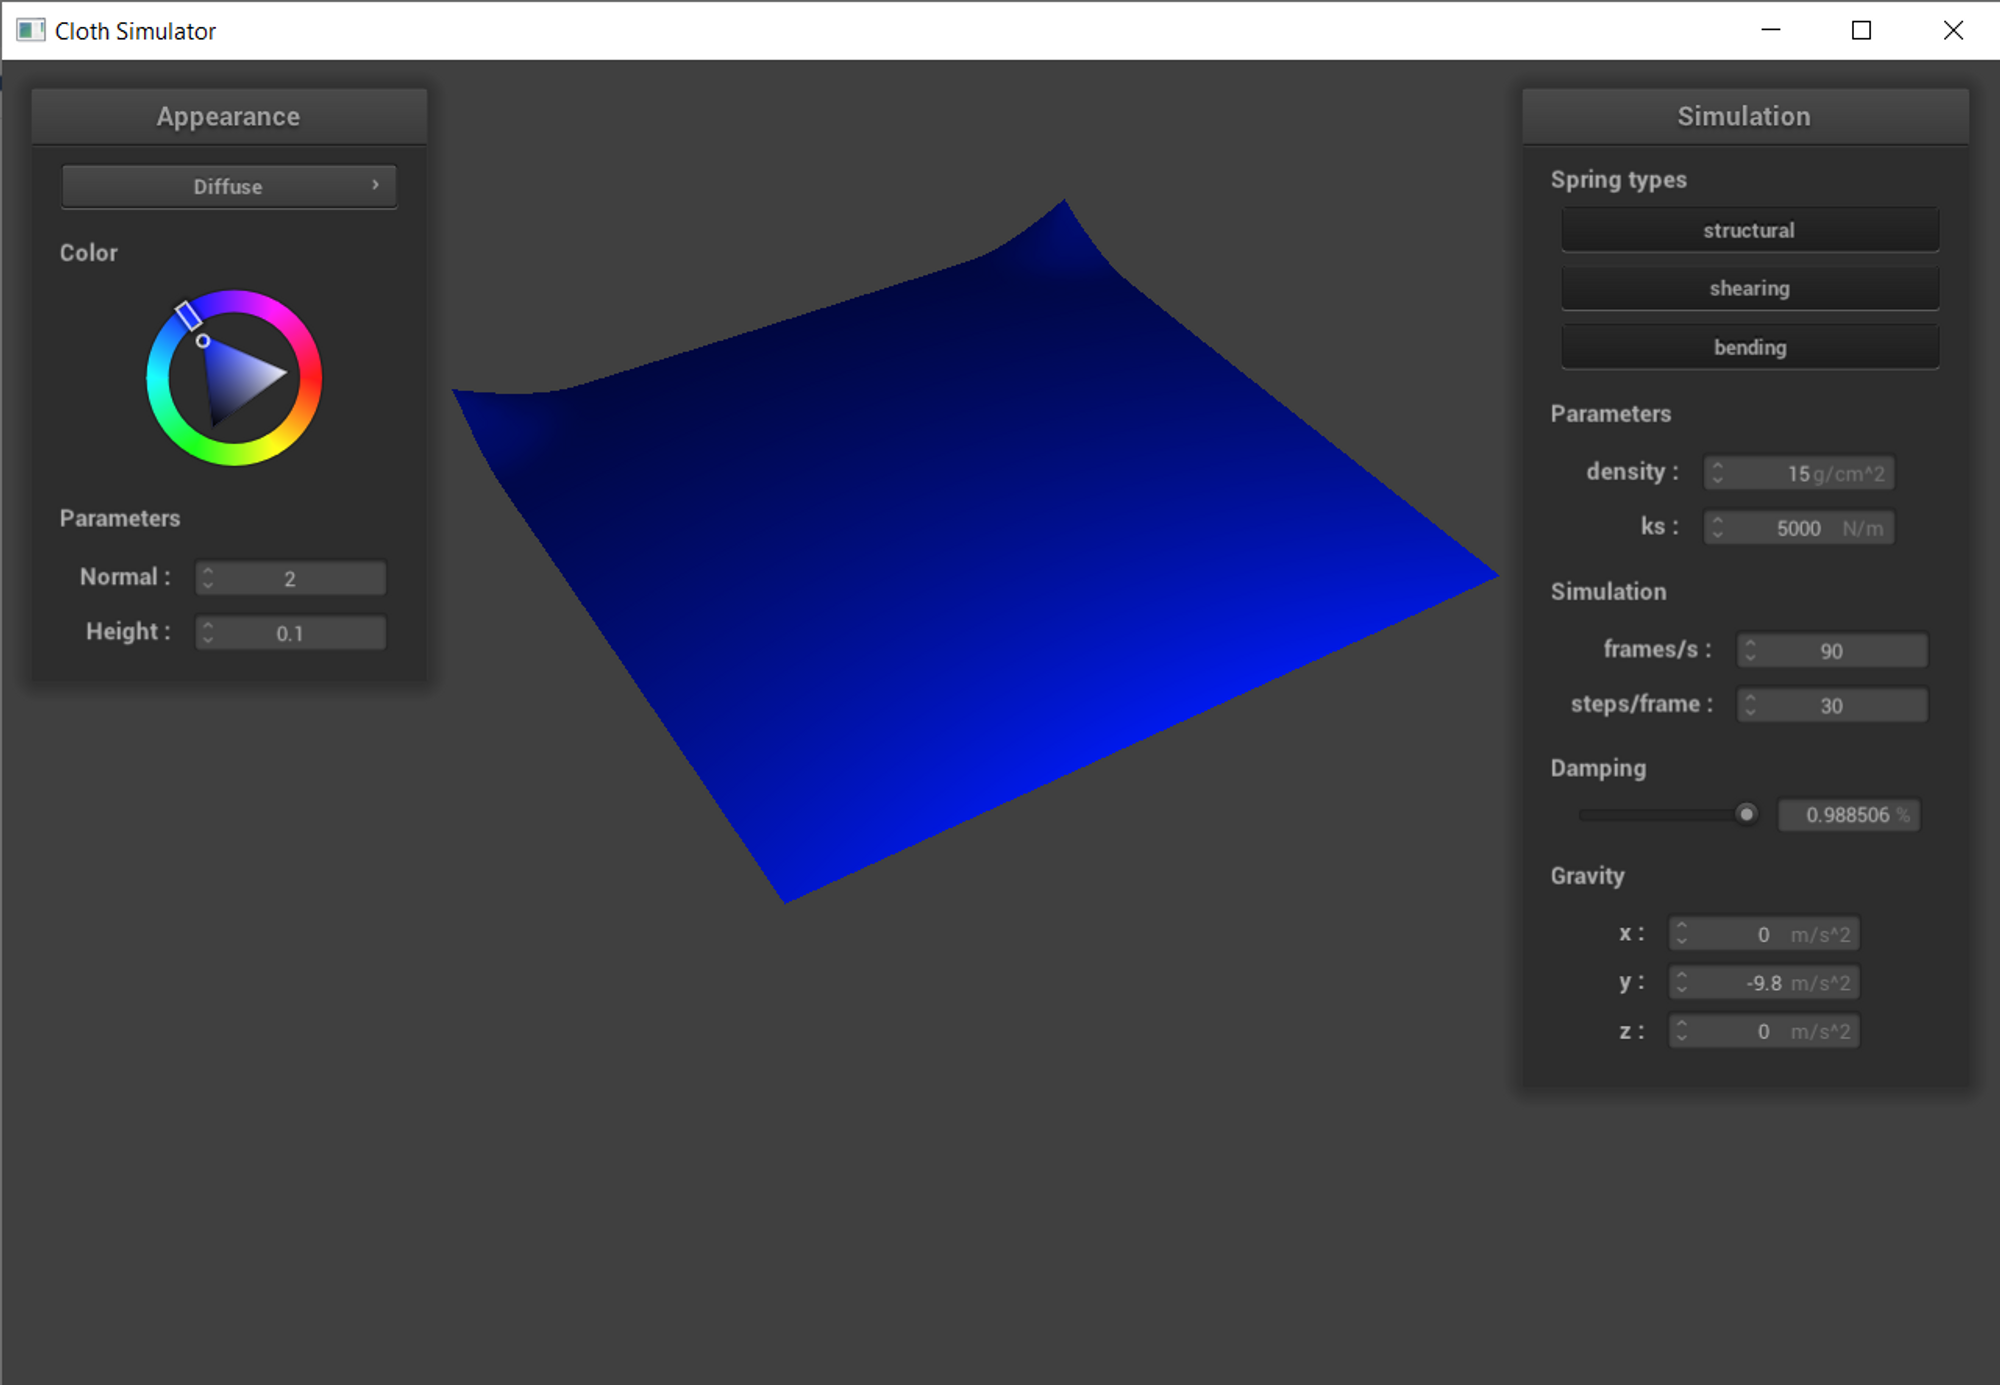 Cloth Simulator
Appearance
Diffuse
Color
Parameters
Normal : 2
Height : 0.1
Simulation
Spring types
structural
shearing
bending
Parameters
density : 15 g/cm^2
ks : 5000 N/m
Simulation
frames/s : 90
steps/frame : 30
Damping
0.988506 %
Gravity
x : 0 m/s^2
y : -9.8 m/s^2
z : 0 m/s^2